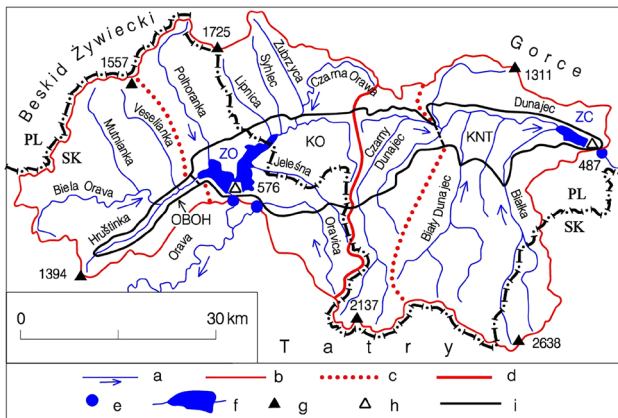 Beskid Żywiecki
Gorce
1725
1557
1311
Polhoranka
Lipnica
Syhlec
Zubrzyca
Czarna Orawa
Dunajec
ZC
PL
SK
Mutnianka
Veselianka
ZO
KO
Czarny
Dunajec
KNT
487
Jeleśna
576
Biela Orava
Hruštinka
OBOH
Orava
Oravica
Biały Dunajec
Białka
PL
SK
1394
2137
2638
0 30 km
Tatry
a b c d
e f g h i